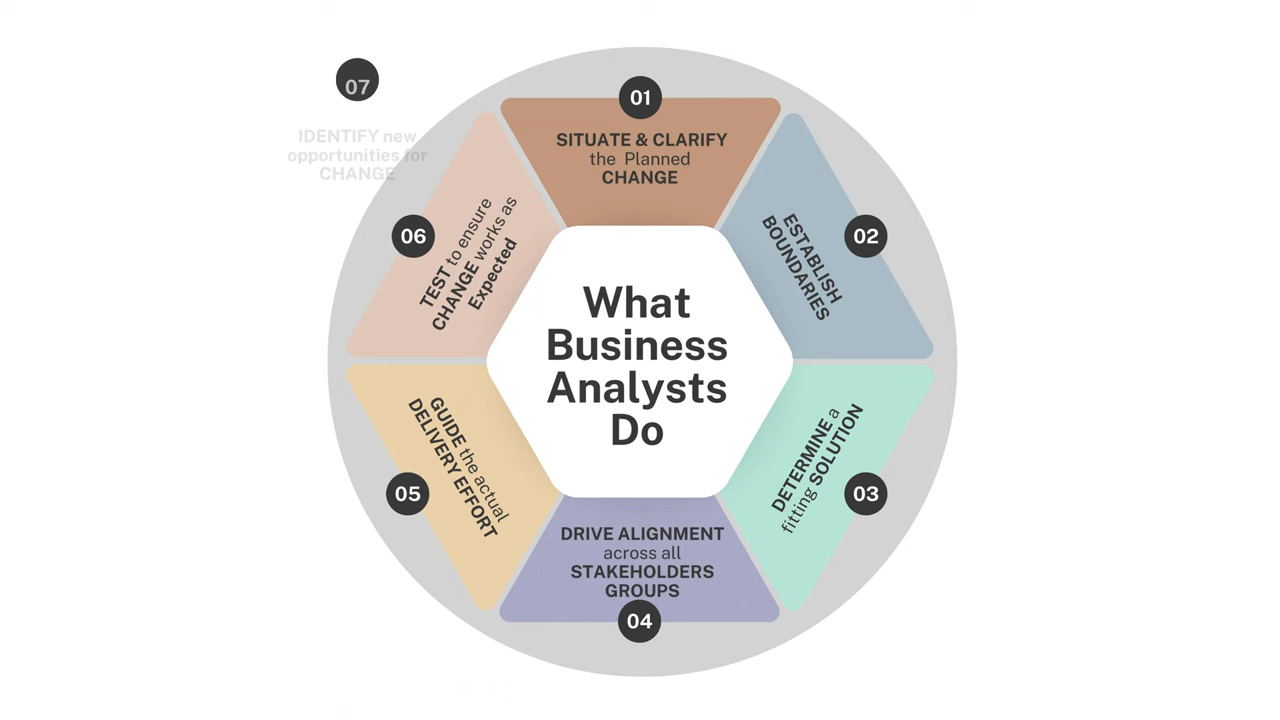 What
Business
Analysts
Do
01
SITUATE & CLARIFY
the Planned
CHANGE
02
ESTABLISH
BOUNDARIES
03
DETERMINE a
fitting SOLUTION
04
DRIVE ALIGNMENT
across all
STAKEHOLDERS
GROUPS
05
GUIDE the actual
DELIVERY EFFORT
06
TEST to ensure
CHANGE works as
Expected
07
IDENTIFY new
opportunities for
CHANGE